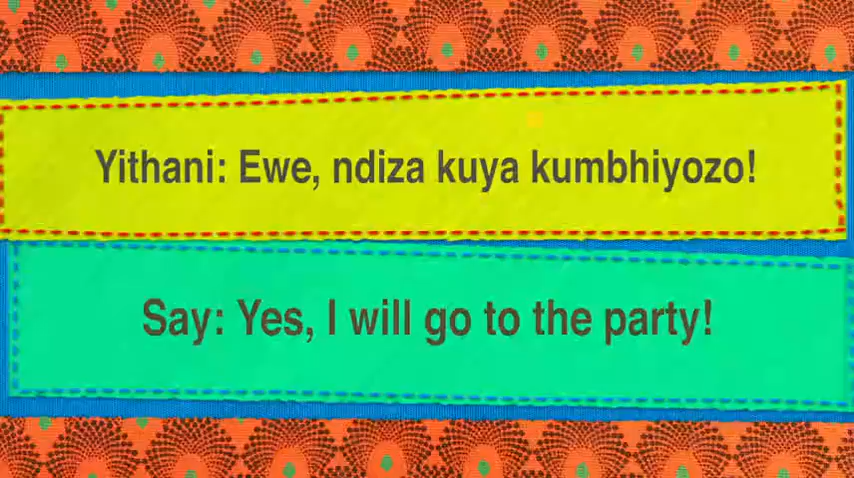 Yithani: Ewe, ndiza kuya kumbhiyozo!
Say: Yes, I will go to the party!